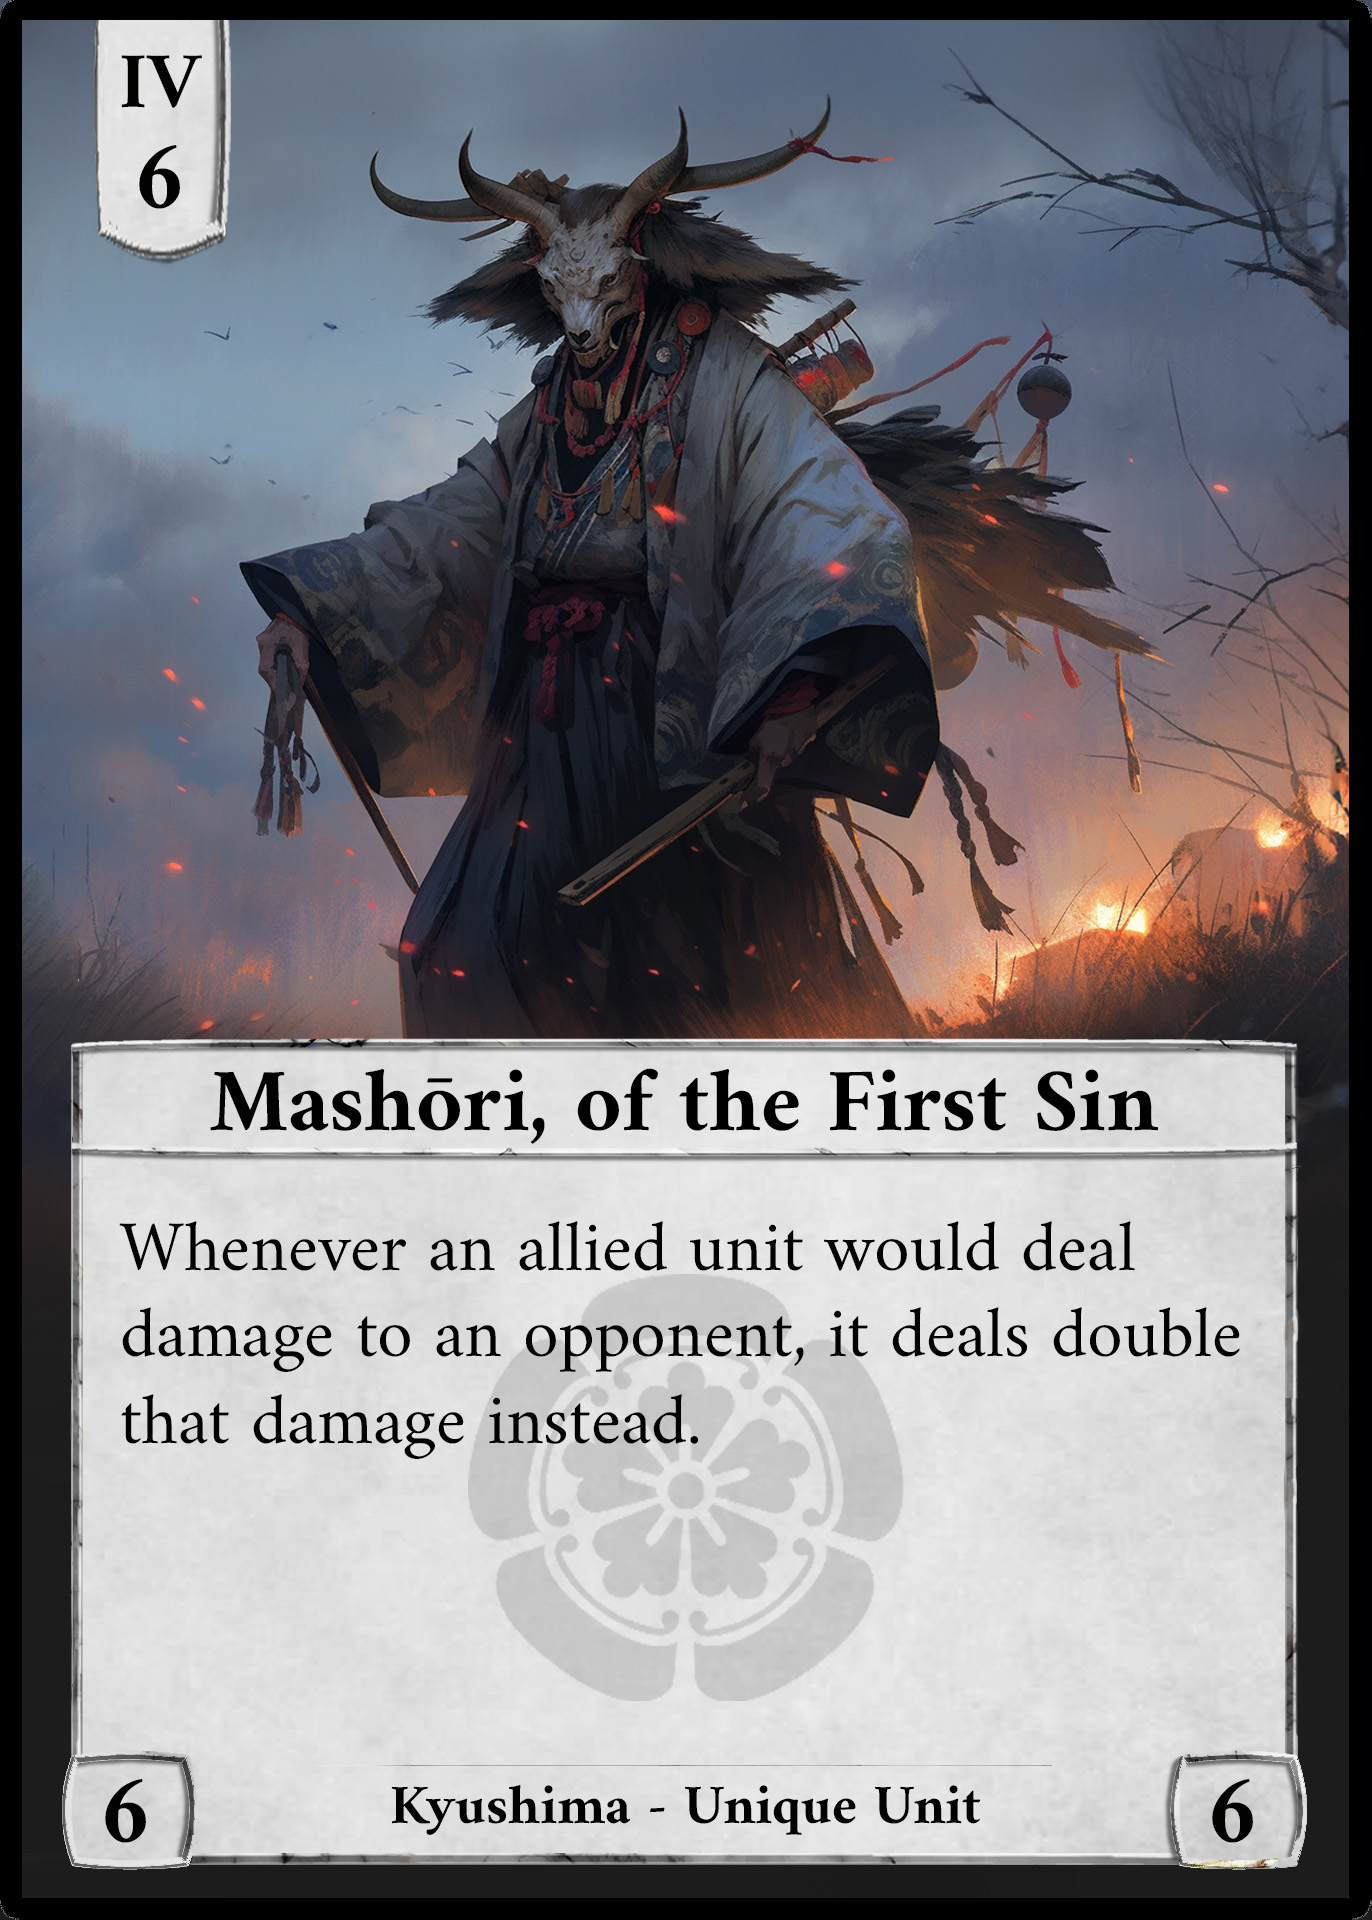 IV
6
Mashōri, of the First Sin
Whenever an allied unit would deal
damage to an opponent, it deals double
that damage instead.
6
Kyushima - Unique Unit
6